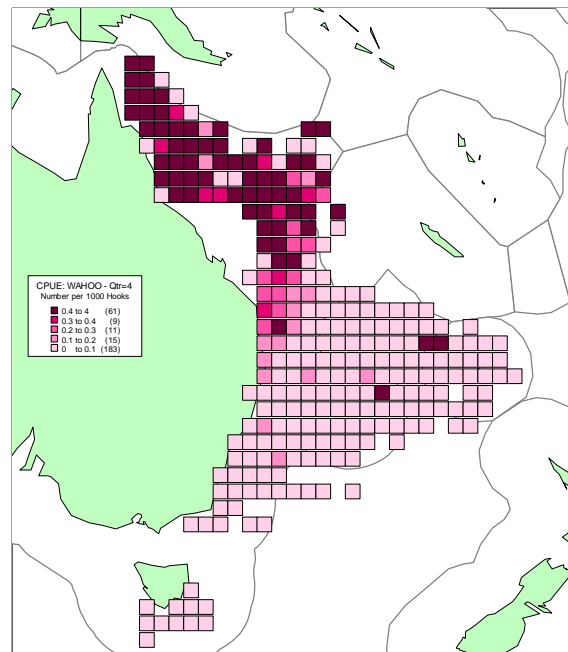 CPUE: WAHOO - Qtr=4
Number per 1000 Hooks
0.4 to 4 (61)
0.3 to 0.4 (9)
0.2 to 0.3 (11)
0.1 to 0.2 (15)
0 to 0.1 (183)